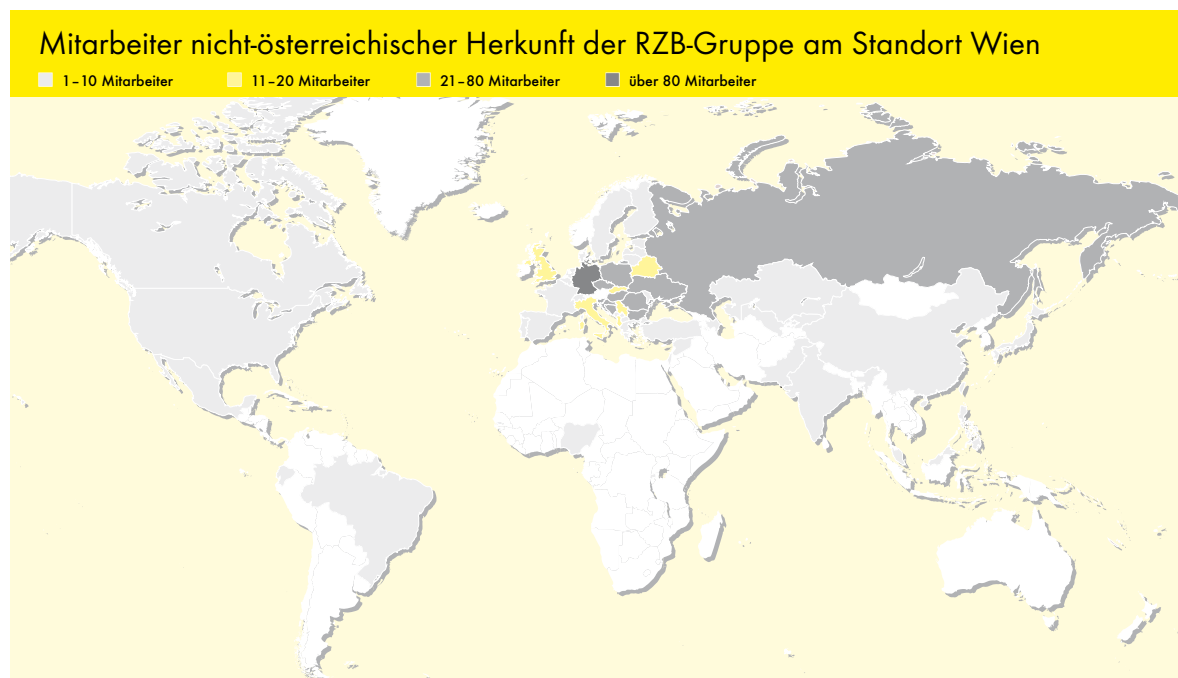 Mitarbeiter nicht-österreichischer Herkunft der RZB-Gruppe am Standort Wien
1–10 Mitarbeiter 11–20 Mitarbeiter 21–80 Mitarbeiter über 80 Mitarbeiter